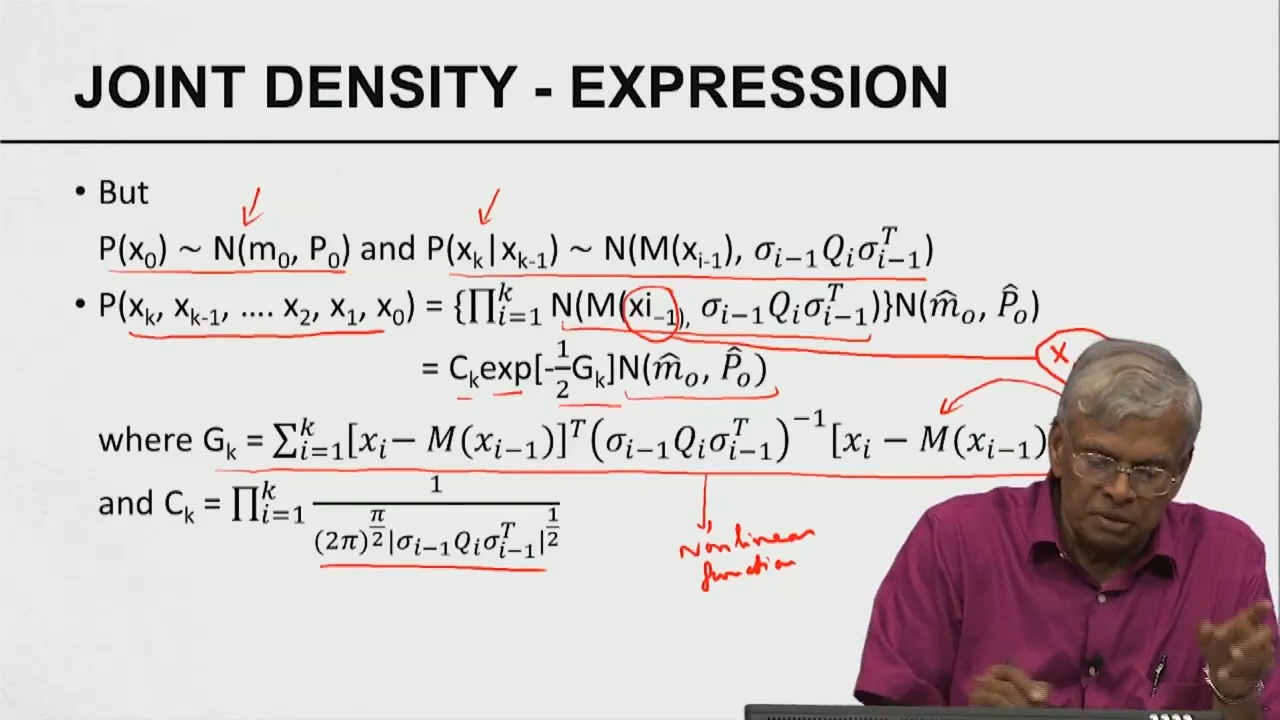 JOINT DENSITY - EXPRESSION
• But
P(x₀) ~ N(m₀, P₀) and P(xₖ|xₖ₋₁) ~ N(M(xᵢ₋₁), σᵢ₋₁Qᵢσᵢ₋₁ᵀ)
• P(xₖ, xₖ₋₁, .... x₂, x₁, x₀) = {∏ᵢ₌₁ᵏ N(M(xi₋₁), σᵢ₋₁Qᵢσᵢ₋₁ᵀ)}N(m̂ₒ, P̂ₒ)
x
= Cₖexp[-½Gₖ]N(m̂ₒ, P̂ₒ)
where Gₖ = ∑ᵢ₌₁ᵏ[xᵢ − M(xᵢ₋₁)]ᵀ(σᵢ₋₁Qᵢσᵢ₋₁ᵀ)⁻¹[xᵢ − M(xᵢ₋₁)
and Cₖ = ∏ᵢ₌₁ᵏ 1 / (2π)^(π/2)|σᵢ₋₁Qᵢσᵢ₋₁ᵀ|^(1/2)
Nonlinear
function